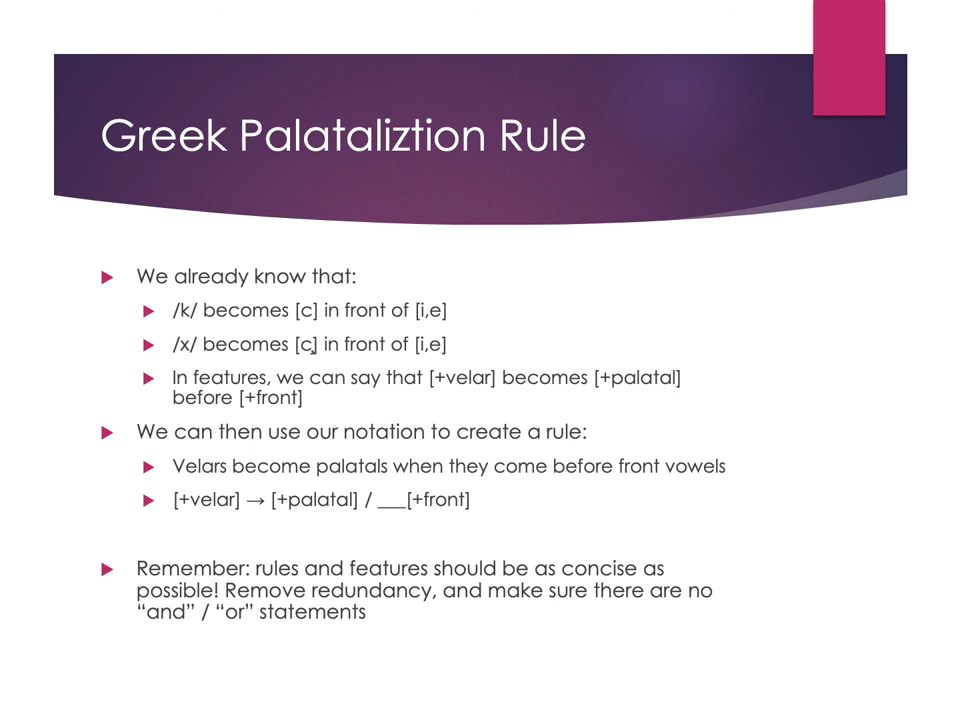 Greek Palataliztion Rule
We already know that:
/k/ becomes [c] in front of [i,e]
/x/ becomes [ç] in front of [i,e]
In features, we can say that [+velar] becomes [+palatal]
before [+front]
We can then use our notation to create a rule:
Velars become palatals when they come before front vowels
[+velar] → [+palatal] / ___[+front]
Remember: rules and features should be as concise as
possible! Remove redundancy, and make sure there are no
“and” / “or” statements